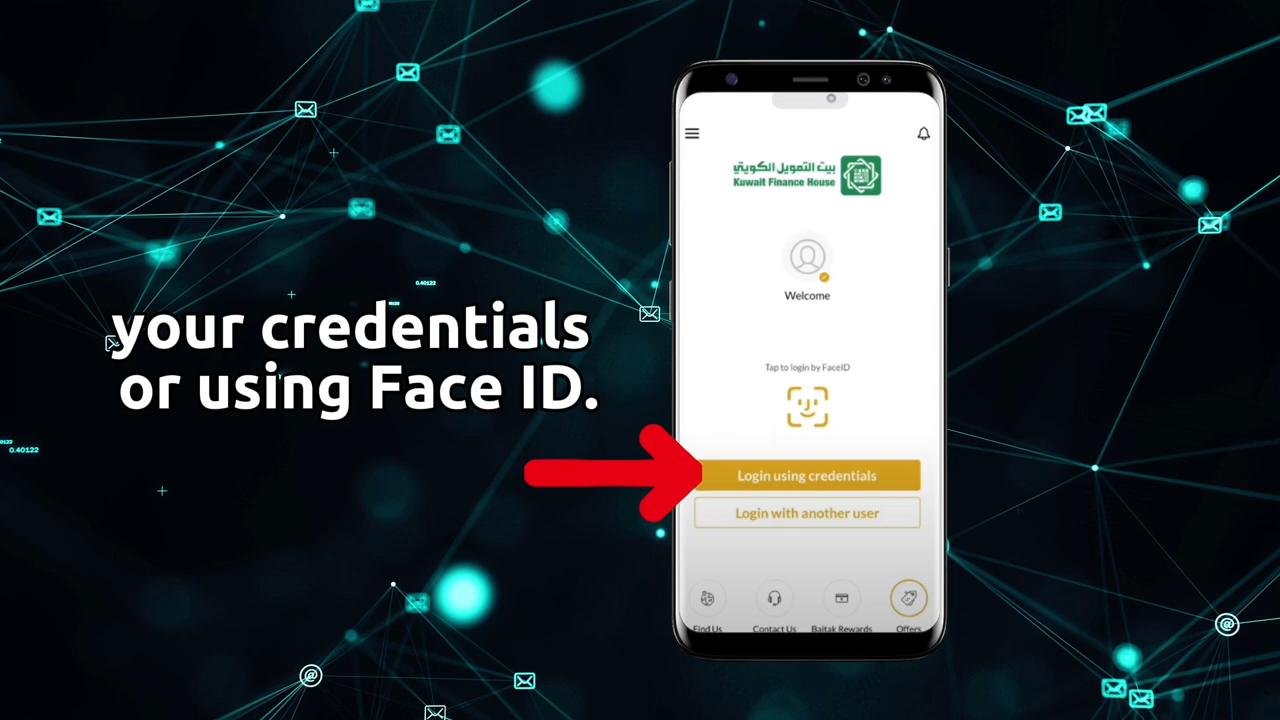 your credentials
or using Face ID.
بيت التمويل الكويتي
Kuwait Finance House
Welcome
Tap to login by FaceID
Login using credentials
Login with another user
Find Us
Contact Us
Baitak Rewards
Offers
0.40122
0.40122